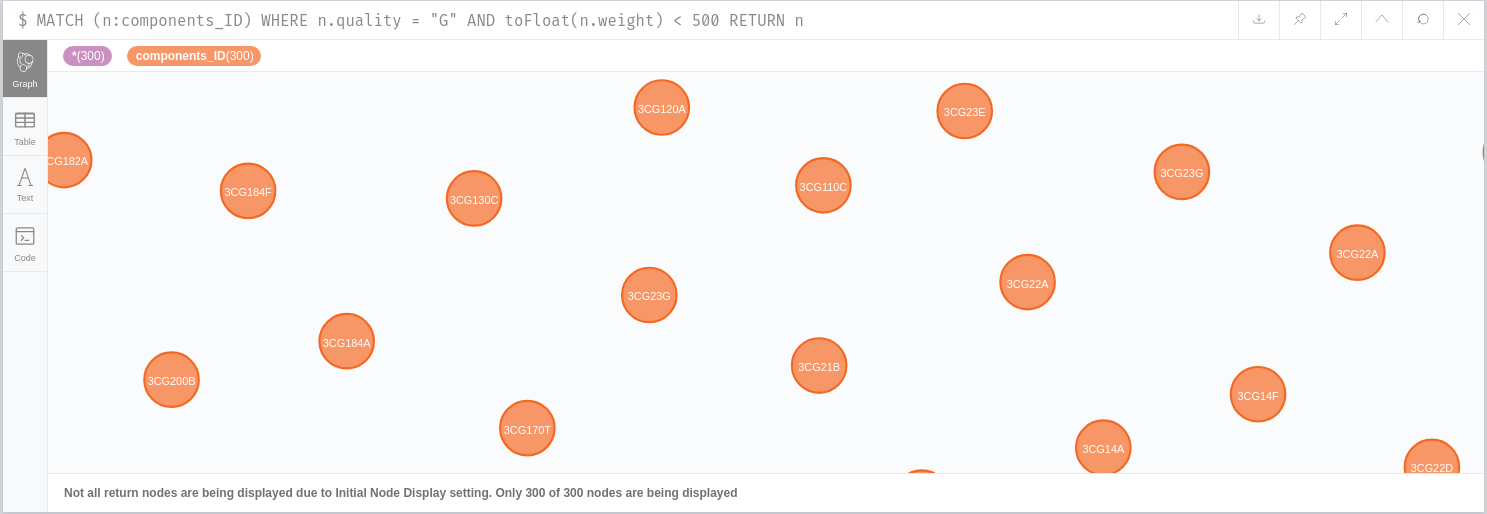 $ MATCH (n:components_ID) WHERE n.quality = "G" AND toFloat(n.weight) < 500 RETURN n
*(300) components_ID(300)
Graph
Table
Text
Code
3CG120A
3CG23E
CG182A
3CG184F
3CG130C
3CG110C
3CG23G
3CG22A
3CG23G
3CG22A
3CG184A
3CG200B
3CG21B
3CG14F
3CG170T
3CG14A
3CG22D
Not all return nodes are being displayed due to Initial Node Display setting. Only 300 of 300 nodes are being displayed